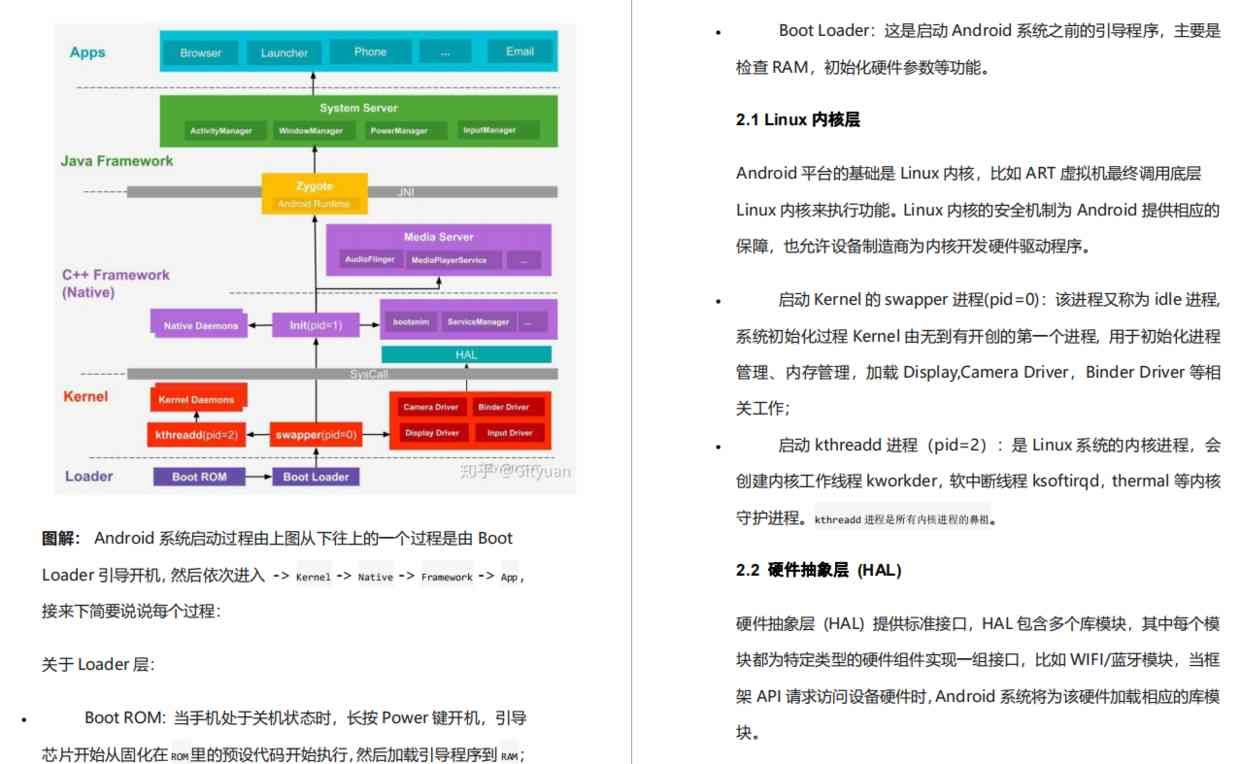 Apps
Browser
Launcher
Phone
...
Email
System Server
ActivityManager
WindowManager
PowerManager
InputManager
Java Framework
Zygote
Android Runtime
JNI
Media Server
AudioFlinger
MediaPlayerService
...
C++ Framework
(Native)
Native Daemons
Init(pid=1)
bootanim
ServiceManager
...
HAL
SysCall
Kernel
Kernel Daemons
Camera Driver
Binder Driver
kthreadd(pid=2)
swapper(pid=0)
Display Driver
Input Driver
Loader
Boot ROM
Boot Loader
知乎 @Gityuan
图解： Android 系统启动过程由上图从下往上的一个过程是由 Boot
Loader 引导开机, 然后依次进入 -> Kernel -> Native -> Framework -> App，
接来下简要说说每个过程：
关于 Loader 层：
• Boot ROM: 当手机处于关机状态时，长按 Power 键开机，引导
芯片开始从固化在 ROM 里的预设代码开始执行, 然后加载引导程序到 RAM；
• Boot Loader：这是启动 Android 系统之前的引导程序，主要是
检查 RAM，初始化硬件参数等功能。
2.1 Linux 内核层
Android 平台的基础是 Linux 内核，比如 ART 虚拟机最终调用底层
Linux 内核来执行功能。Linux 内核的安全机制为 Android 提供相应的
保障，也允许设备制造商为内核开发硬件驱动程序。
• 启动 Kernel 的 swapper 进程(pid=0)：该进程又称为 idle 进程,
系统初始化过程 Kernel 由无到有开创的第一个进程, 用于初始化进程
管理、内存管理，加载 Display,Camera Driver，Binder Driver 等相
关工作；
• 启动 kthreadd 进程（pid=2）：是 Linux 系统的内核进程，会
创建内核工作线程 kworkder，软中断线程 ksoftirqd，thermal 等内核
守护进程。kthreadd 进程是所有内核进程的鼻祖。
2.2 硬件抽象层 (HAL)
硬件抽象层 (HAL) 提供标准接口，HAL 包含多个库模块，其中每个模
块都为特定类型的硬件组件实现一组接口，比如 WIFI/蓝牙模块，当框
架 API 请求访问设备硬件时, Android 系统将为该硬件加载相应的库模
块。